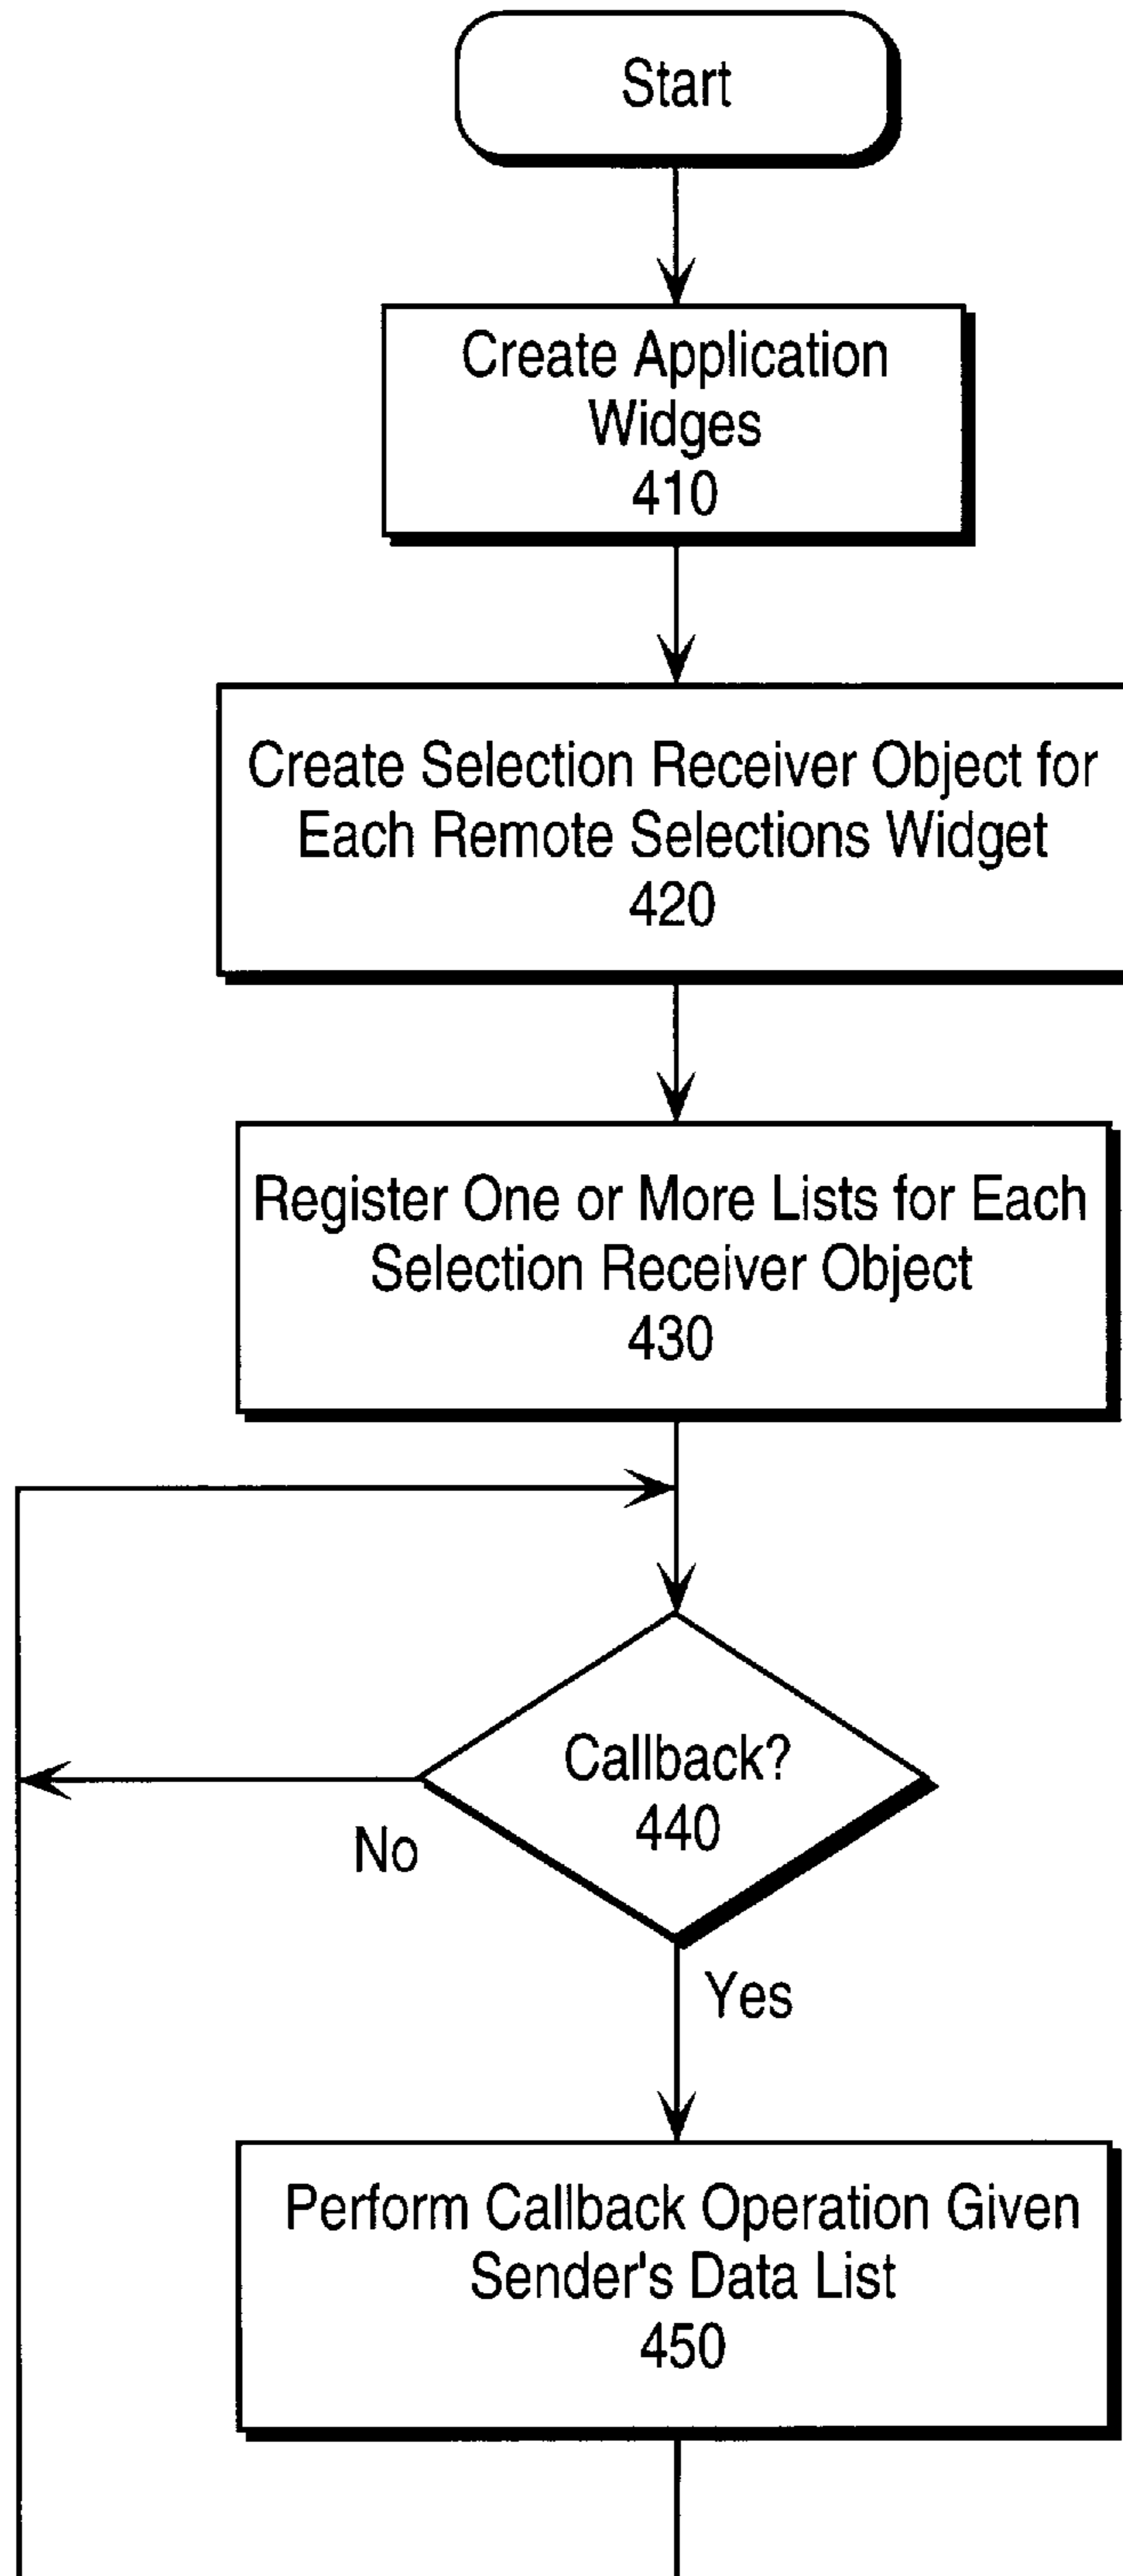 Start
Create Application
Widges
410
Create Selection Receiver Object for
Each Remote Selections Widget
420
Register One or More Lists for Each
Selection Receiver Object
430
Callback?
440
No
Yes
Perform Callback Operation Given
Sender's Data List
450